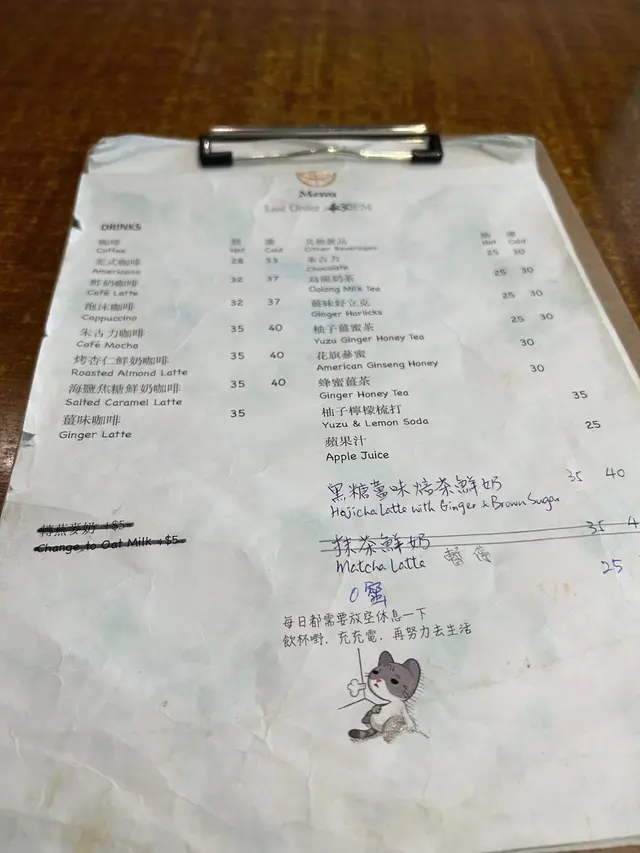 Menu
Last Order
DRINKS
咖啡 熱 凍
Coffee Hot Cold
美式咖啡 28 33
Americano
鮮奶咖啡 32 37
Café Latte
泡沫咖啡 32 37
Cappuccino
朱古力咖啡 35 40
Café Mocha
烤杏仁鮮奶咖啡 35 40
Roasted Almond Latte
海鹽焦糖鮮奶咖啡 35 40
Salted Caramel Latte
薑味咖啡 35
Ginger Latte
轉燕麥奶 +$5
Change to Oat Milk +$5
其他飲品 熱 凍
Other Beverages Hot Cold
朱古力 25 30
Chocolate
烏龍奶茶 25 30
Oolong Milk Tea
薑味好立克 25 30
Ginger Horlicks
柚子薑蜜茶 25 30
Yuzu Ginger Honey Tea
花旗蔘蜜 30
American Ginseng Honey
蜂蜜薑茶 30
Ginger Honey Tea
柚子檸檬梳打 35
Yuzu & Lemon Soda
蘋果汁 25
Apple Juice
黑糖薑味焙茶鮮奶 35 40
Hojicha Latte with Ginger & Brown Sugar
抹茶鮮奶 35 4
Matcha Latte
25
每日都需要放空休息一下
飲杯嘢．充充電．再努力去生活